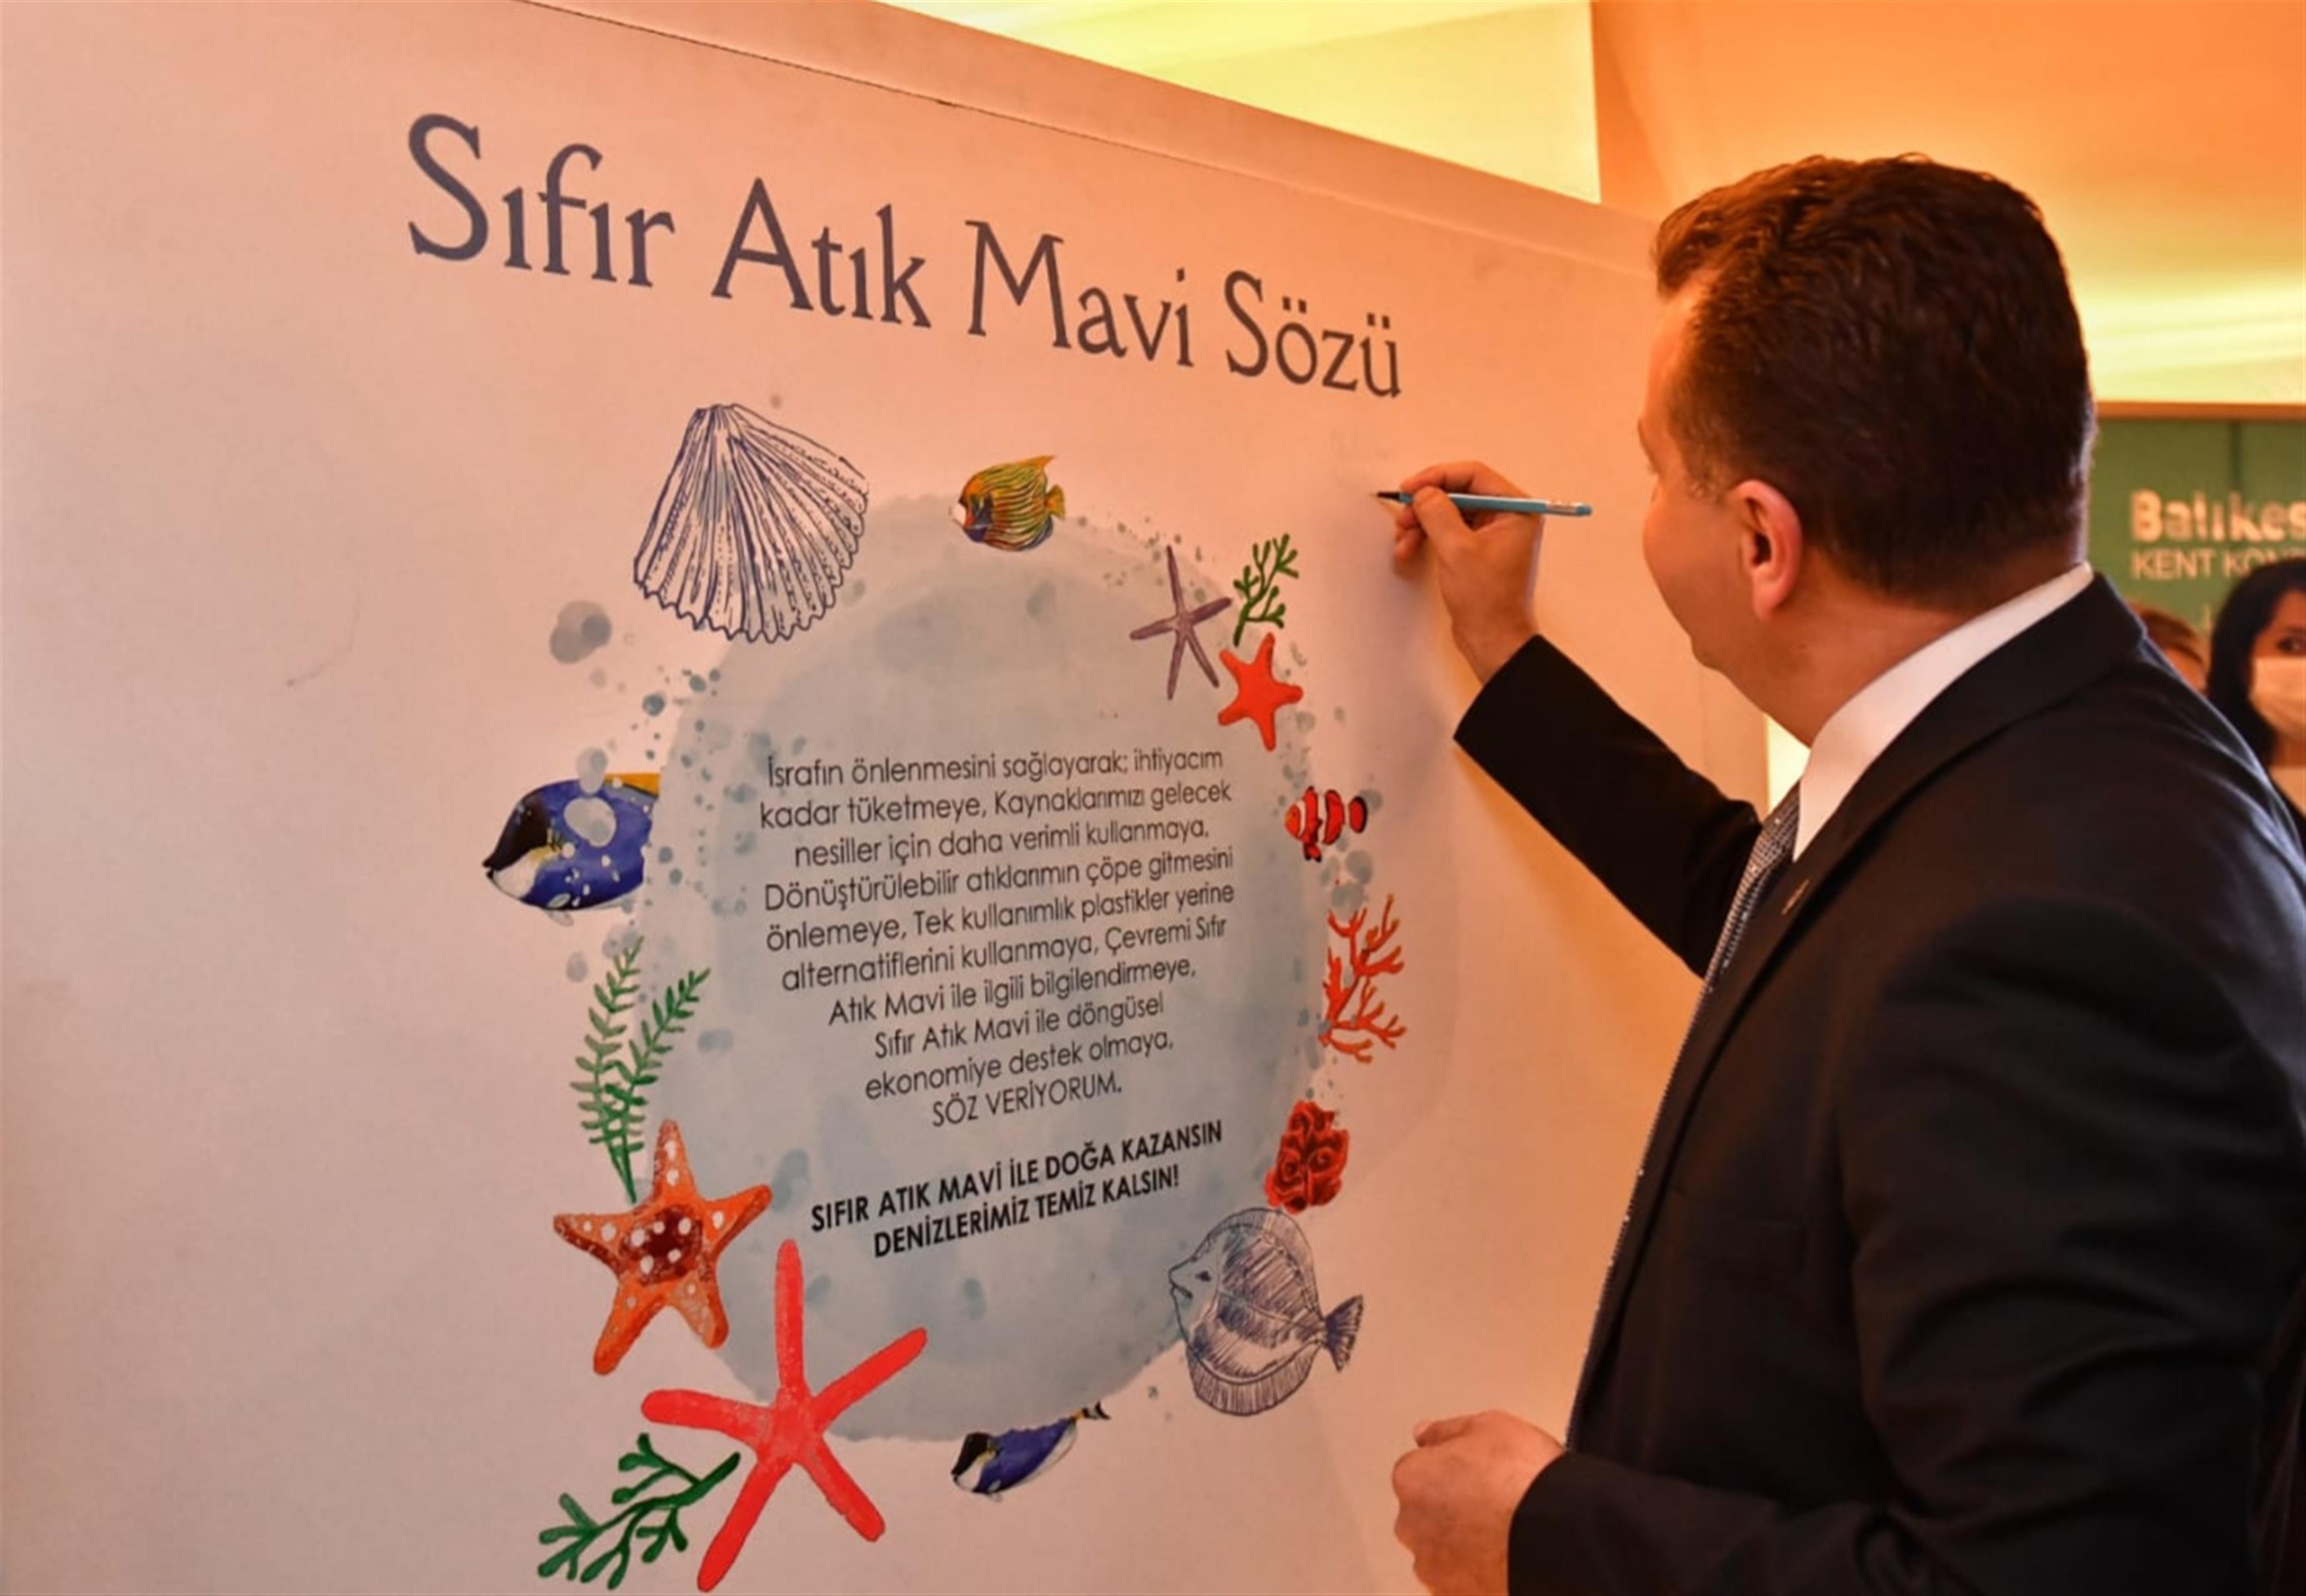 Sıfır Atık Mavi Sözü
İsrafın önlenmesini sağlayarak; ihtiyacım
kadar tüketmeye, Kaynaklarımızı gelecek
nesiller için daha verimli kullanmaya,
Dönüştürülebilir atıklarımın çöpe gitmesini
önlemeye, Tek kullanımlık plastikler yerine
alternatiflerini kullanmaya, Çevremi Sıfır
Atık Mavi ile ilgili bilgilendirmeye,
Sıfır Atık Mavi ile döngüsel
ekonomiye destek olmaya,
SÖZ VERİYORUM.
SIFIR ATIK MAVİ İLE DOĞA KAZANSIN
DENİZLERİMİZ TEMİZ KALSIN!
Balıkes
KENT